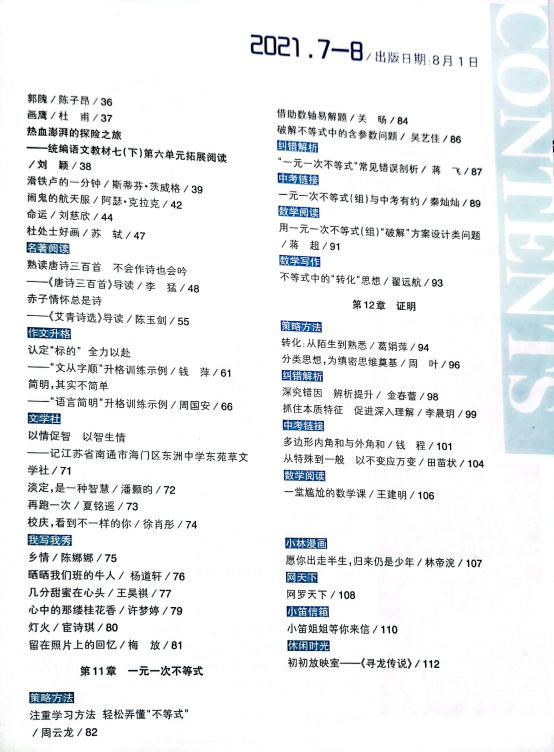 2021.7—8/出版日期:8月1日
CONTENTS
郭隗/陈子昂/36
画鹰/杜 甫/37
热血澎湃的探险之旅
——统编语文教材七(下)第六单元拓展阅读
/刘 颖/38
滑铁卢的一分钟/斯蒂芬·茨威格/39
闹鬼的航天服/阿瑟·克拉克/42
命运/刘慈欣/44
杜处士好画/苏 轼/47
名著阅读
熟读唐诗三百首 不会作诗也会吟
——《唐诗三百首》导读/李 猛/48
赤子情怀总是诗
——《艾青诗选》导读/陈玉剑/55
作文升格
认定“标的” 全力以赴
——“文从字顺”升格训练示例/钱 萍/61
简明,其实不简单
——“语言简明”升格训练示例/周国安/66
文学社
以情促智 以智生情
——记江苏省南通市海门区东洲中学东苑草文
学社/71
淡定,是一种智慧/潘颢昀/72
再跑一次/夏铭遥/73
校庆,看到不一样的你/徐肖彤/74
我写我秀
乡情/陈娜娜/75
晒晒我们班的牛人/杨道轩/76
几分甜蜜在心头/王昊祺/77
心中的那缕桂花香/许梦婷/79
灯火/宦诗琪/80
留在照片上的回忆/梅 放/81
第11章 一元一次不等式
策略方法
注重学习方法 轻松弄懂“不等式”
/周云龙/82
借助数轴易解题/关 旸/84
破解不等式中的含参数问题/吴艺佳/86
纠错解析
“一元一次不等式”常见错误剖析/蒋 飞/87
中考链接
一元一次不等式(组)与中考有约/秦灿灿/89
数学阅读
用一元一次不等式(组)“破解”方案设计类问题
/蒋 超/91
数学写作
不等式中的“转化”思想/翟远航/93
第12章 证明
策略方法
转化:从陌生到熟悉/葛娟萍/94
分类思想,为缜密思维奠基/周 叶/96
纠错解析
深究错因 辨析提升/金春蕾/98
抓住本质特征 促进深入理解/李晨玥/99
中考链接
多边形内角和与外角和/钱 程/101
从特殊到一般 以不变应万变/田苗状/104
数学阅读
一堂尴尬的数学课/王建明/106
小林漫画
愿你出走半生,归来仍是少年/林帝浣/107
网天下
网罗天下/108
小笛信箱
小笛姐姐等你来信/110
休闲时光
初初放映室——《寻龙传说》/112